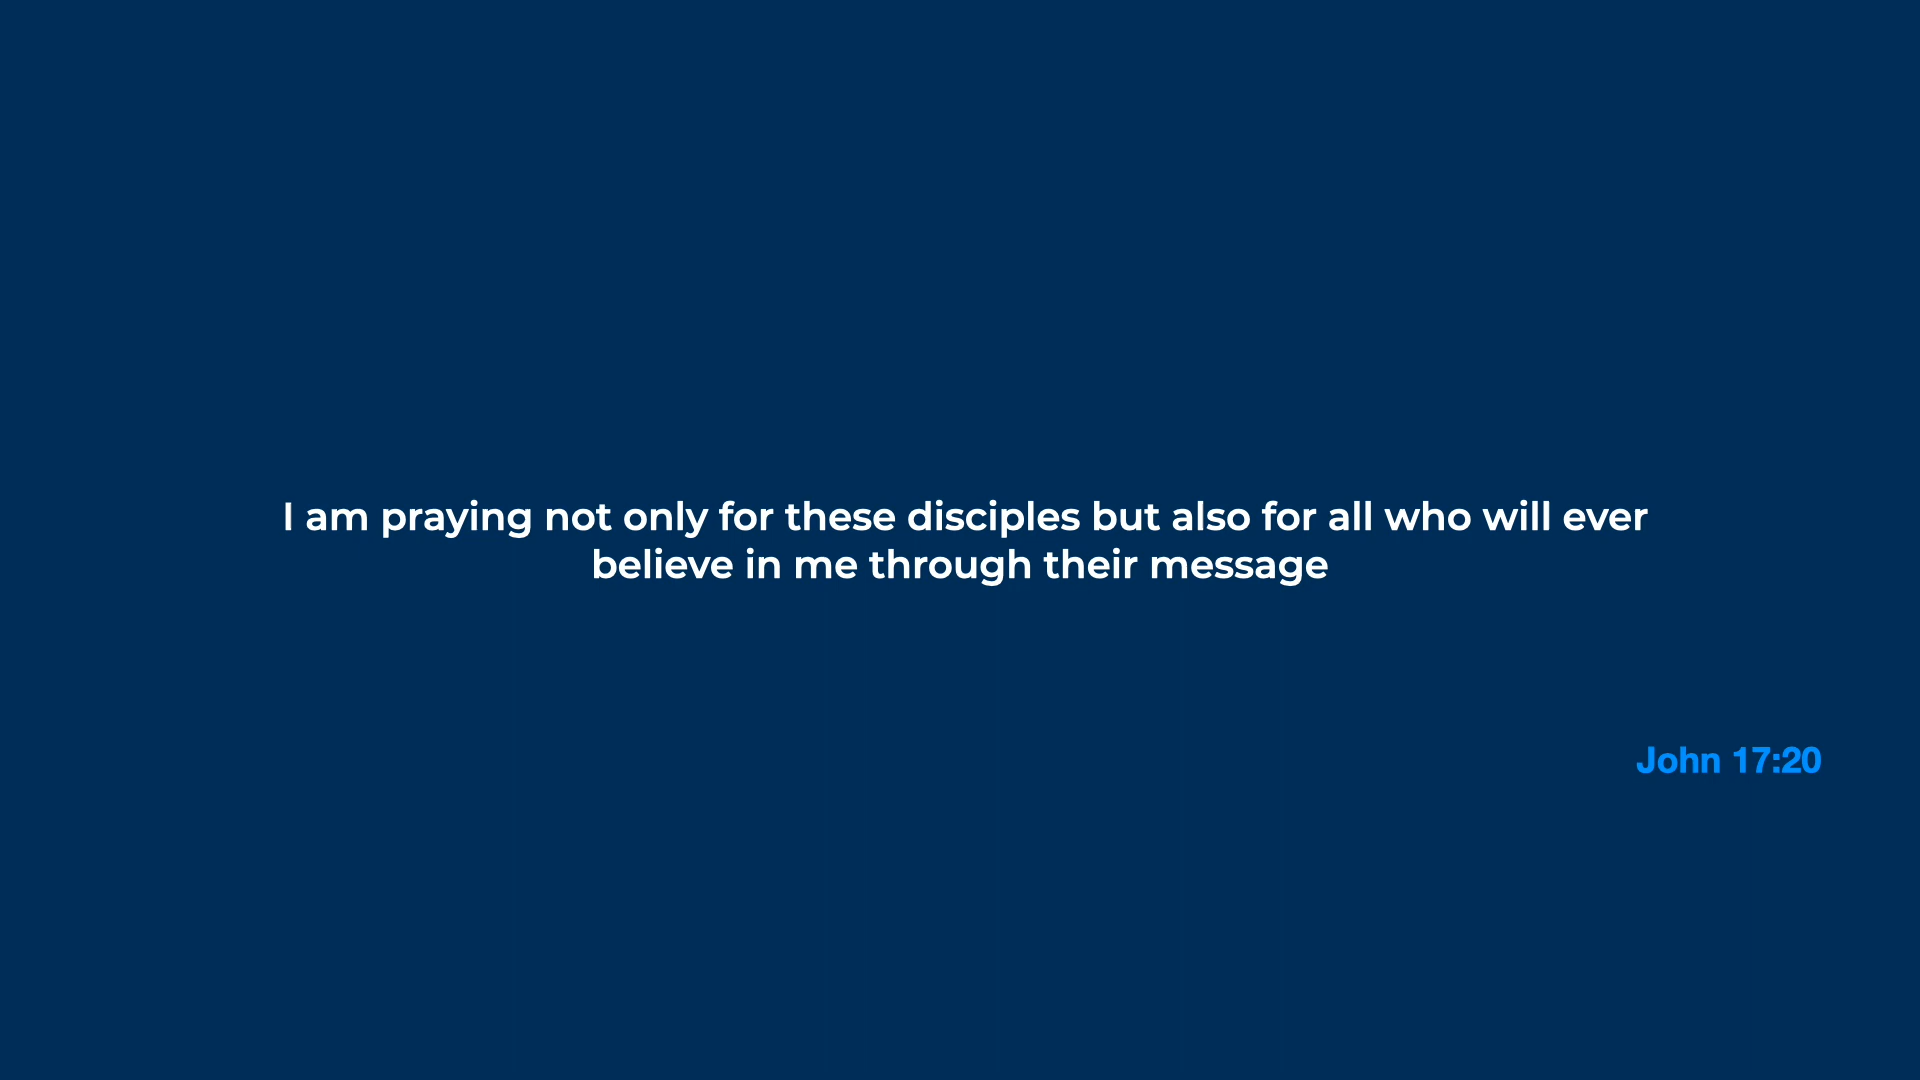 I am praying not only for these disciples but also for all who will ever
believe in me through their message
John 17:20